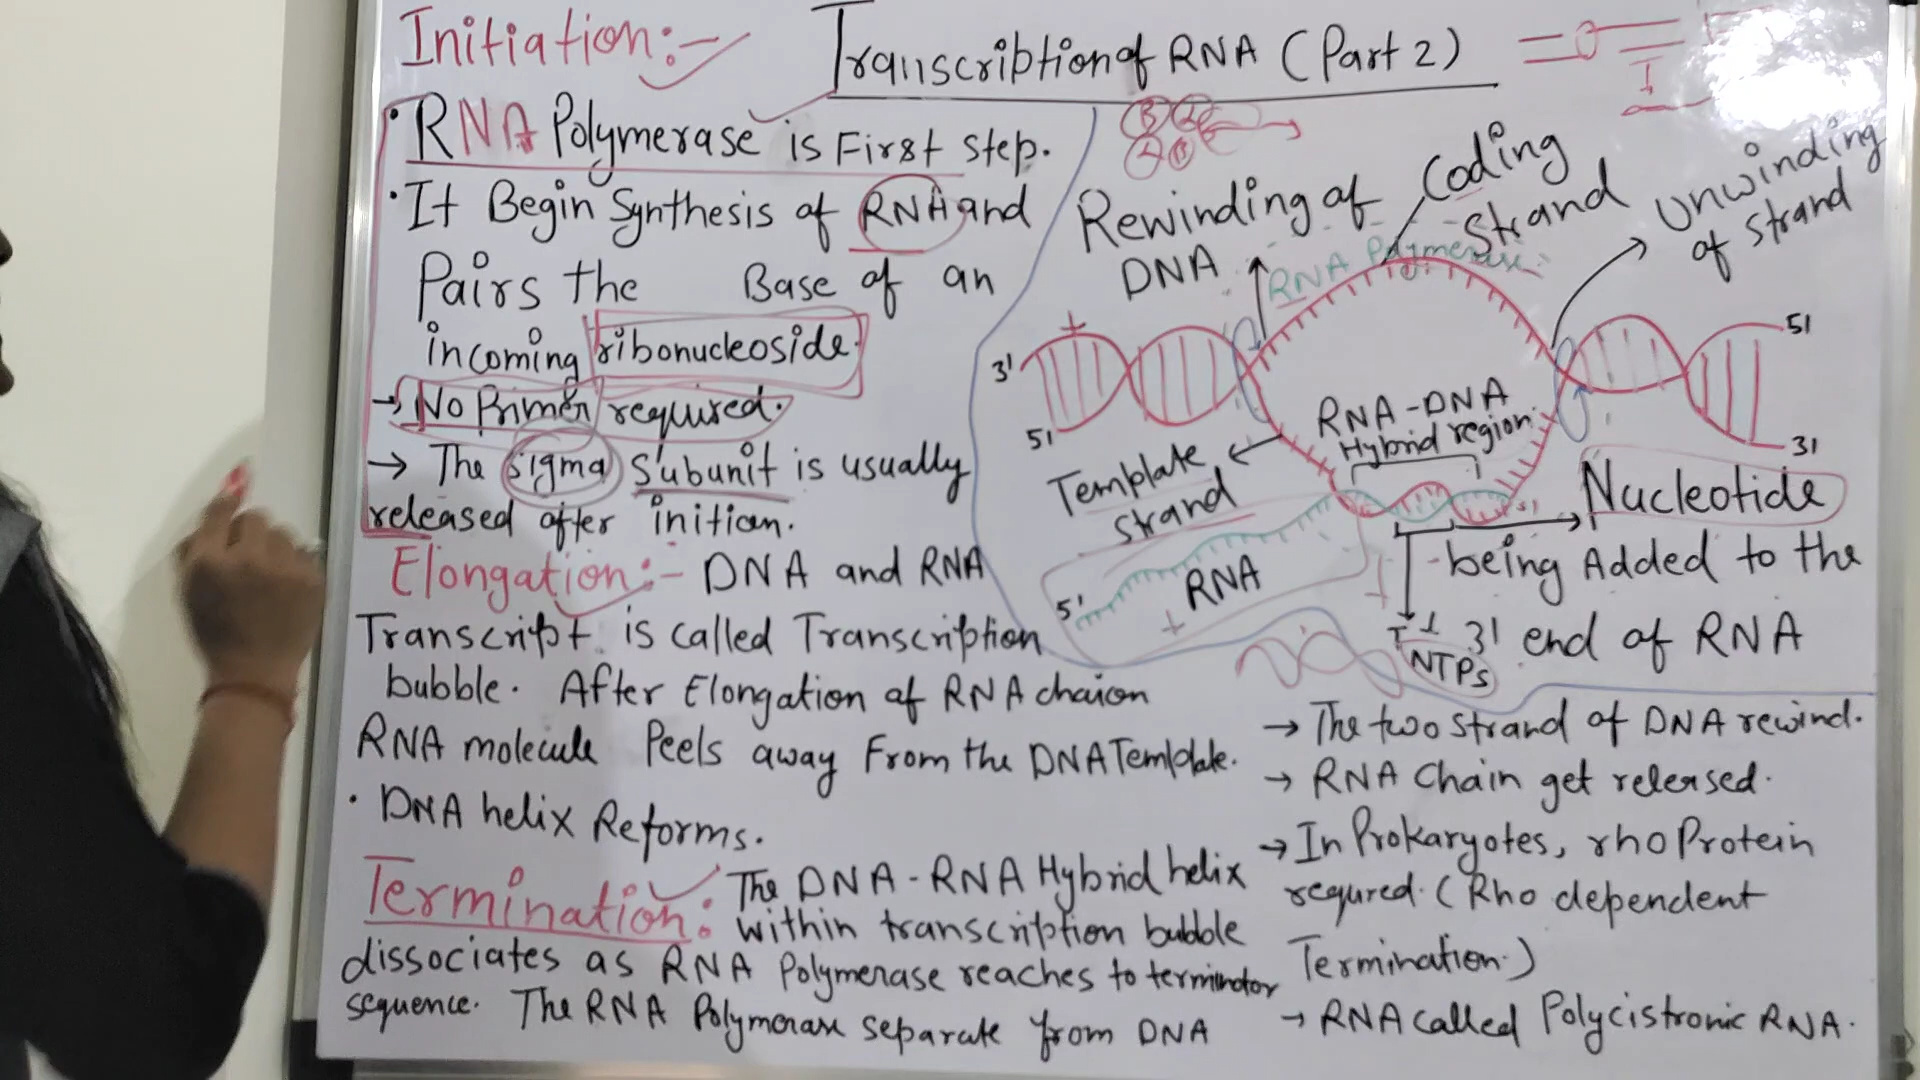 Initiation:-
Transcription of RNA (Part 2)
• RNA Polymerase is First step.
• It Begin Synthesis of RNA and
Pairs the Base of an
incoming ribonucleoside.
→ No Primer required.
→ The sigma Subunit is usually
released after initian.
Elongation:- DNA and RNA
Transcript is called Transcription
bubble. After Elongation of RNA chaion
RNA molecule Peels away From the DNA Template.
• DNA helix Reforms.
Termination: The DNA-RNA Hybrid helix
within transcription bubble
dissociates as RNA Polymerase reaches to terminator
sequence. The RNA Polymerase separate from DNA
Rewinding of
DNA
RNA Polymerase
Coding
Strand
Unwinding
of strand
3'
5'
5'
3'
RNA-DNA
Hybrid region
Template
strand
RNA
5'
Nucleotide
being Added to the
3' end of RNA
NTPs
→ The two strand of DNA rewind.
→ RNA Chain get released.
→ In Prokaryotes, rho Protein
requred. (Rho dependent
Termination.)
→ RNA called Polycistronic RNA.